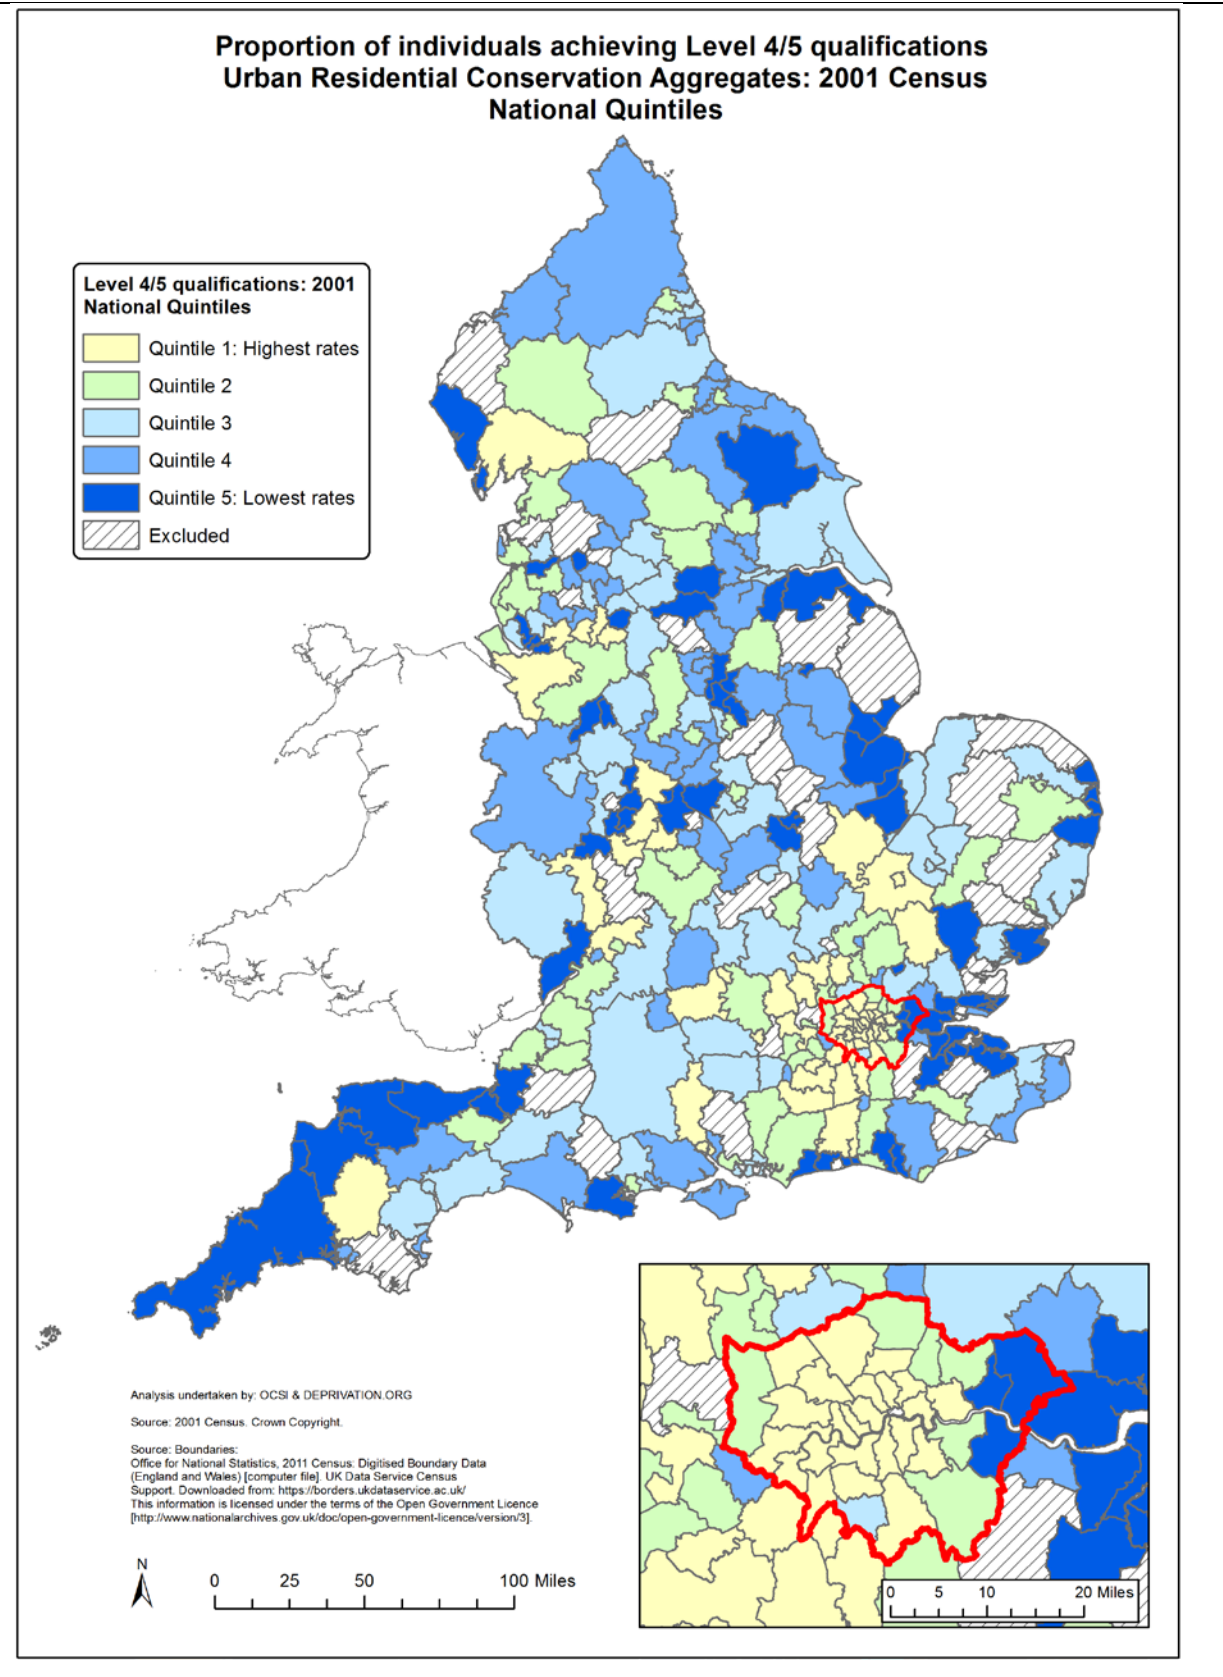 Proportion of individuals achieving Level 4/5 qualifications
Urban Residential Conservation Aggregates: 2001 Census
National Quintiles
Level 4/5 qualifications: 2001
National Quintiles
Quintile 1: Highest rates
Quintile 2
Quintile 3
Quintile 4
Quintile 5: Lowest rates
Excluded
Analysis undertaken by: OCSI & DEPRIVATION.ORG
Source: 2001 Census. Crown Copyright.
Source: Boundaries:
Office for National Statistics, 2011 Census: Digitised Boundary Data
(England and Wales) [computer file]. UK Data Service Census
Support. Downloaded from: https://borders.ukdataservice.ac.uk/
This information is licensed under the terms of the Open Government Licence
[http://www.nationalarchives.gov.uk/doc/open-government-licence/version/3].
N
0 25 50 100 Miles
0 5 10 20 Miles